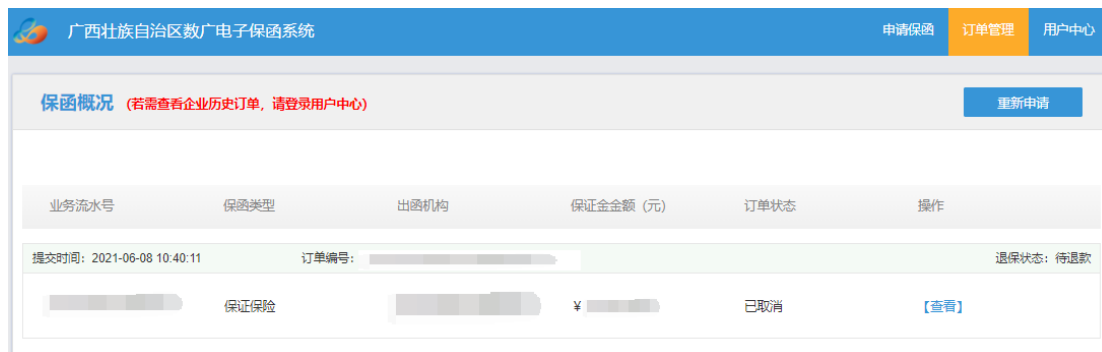 广西壮族自治区数广电子保函系统 申请保函 订单管理 用户中心
保函概况 (若需查看企业历史订单，请登录用户中心) 重新申请
业务流水号 保函类型 出函机构 保证金金额（元） 订单状态 操作
提交时间：2021-06-08 10:40:11 订单编号： 退保状态：待退款
保证保险 ¥ 已取消 【查看】